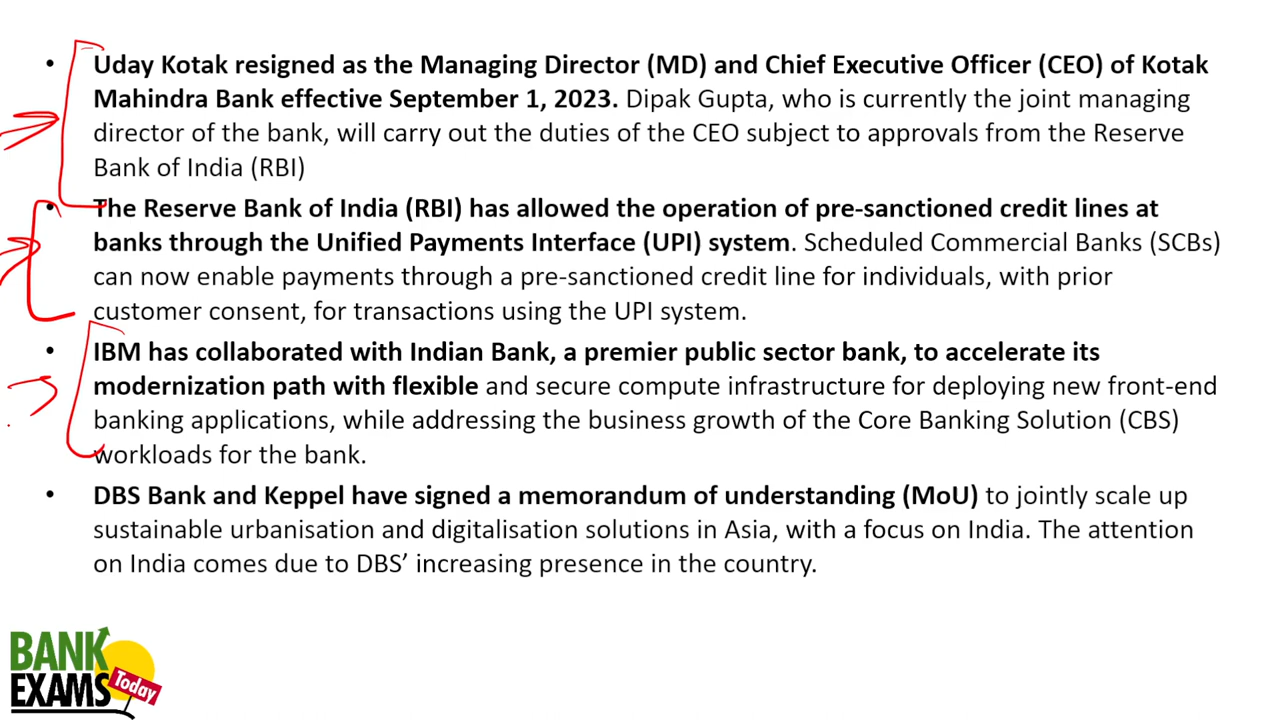 • Uday Kotak resigned as the Managing Director (MD) and Chief Executive Officer (CEO) of Kotak
Mahindra Bank effective September 1, 2023. Dipak Gupta, who is currently the joint managing
director of the bank, will carry out the duties of the CEO subject to approvals from the Reserve
Bank of India (RBI)
• The Reserve Bank of India (RBI) has allowed the operation of pre-sanctioned credit lines at
banks through the Unified Payments Interface (UPI) system. Scheduled Commercial Banks (SCBs)
can now enable payments through a pre-sanctioned credit line for individuals, with prior
customer consent, for transactions using the UPI system.
• IBM has collaborated with Indian Bank, a premier public sector bank, to accelerate its
modernization path with flexible and secure compute infrastructure for deploying new front-end
banking applications, while addressing the business growth of the Core Banking Solution (CBS)
workloads for the bank.
• DBS Bank and Keppel have signed a memorandum of understanding (MoU) to jointly scale up
sustainable urbanisation and digitalisation solutions in Asia, with a focus on India. The attention
on India comes due to DBS’ increasing presence in the country.
BANK
EXAMS Today